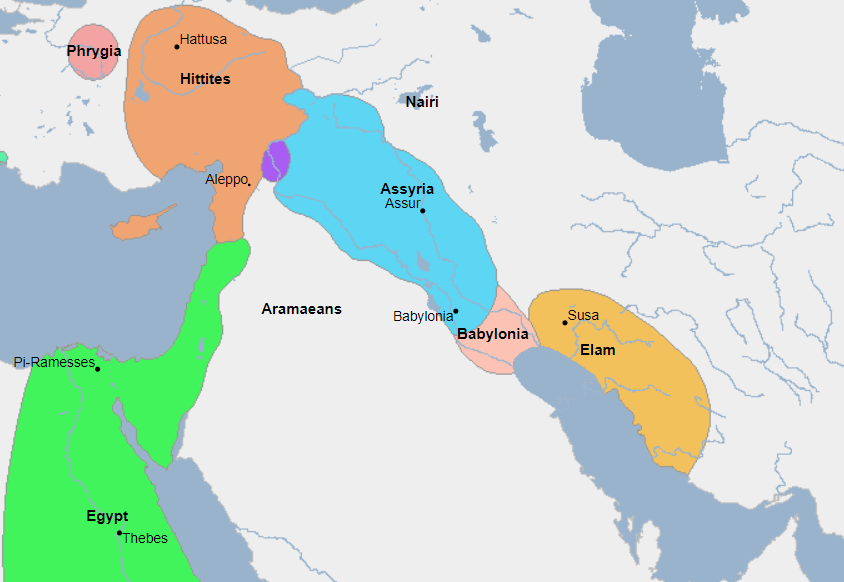 Hattusa
Phrygia
Hittites
Nairi
Aleppo
Assyria
Assur
Aramaeans
Babylonia
Susa
Babylonia
Elam
Pi-Ramesses
Egypt
Thebes